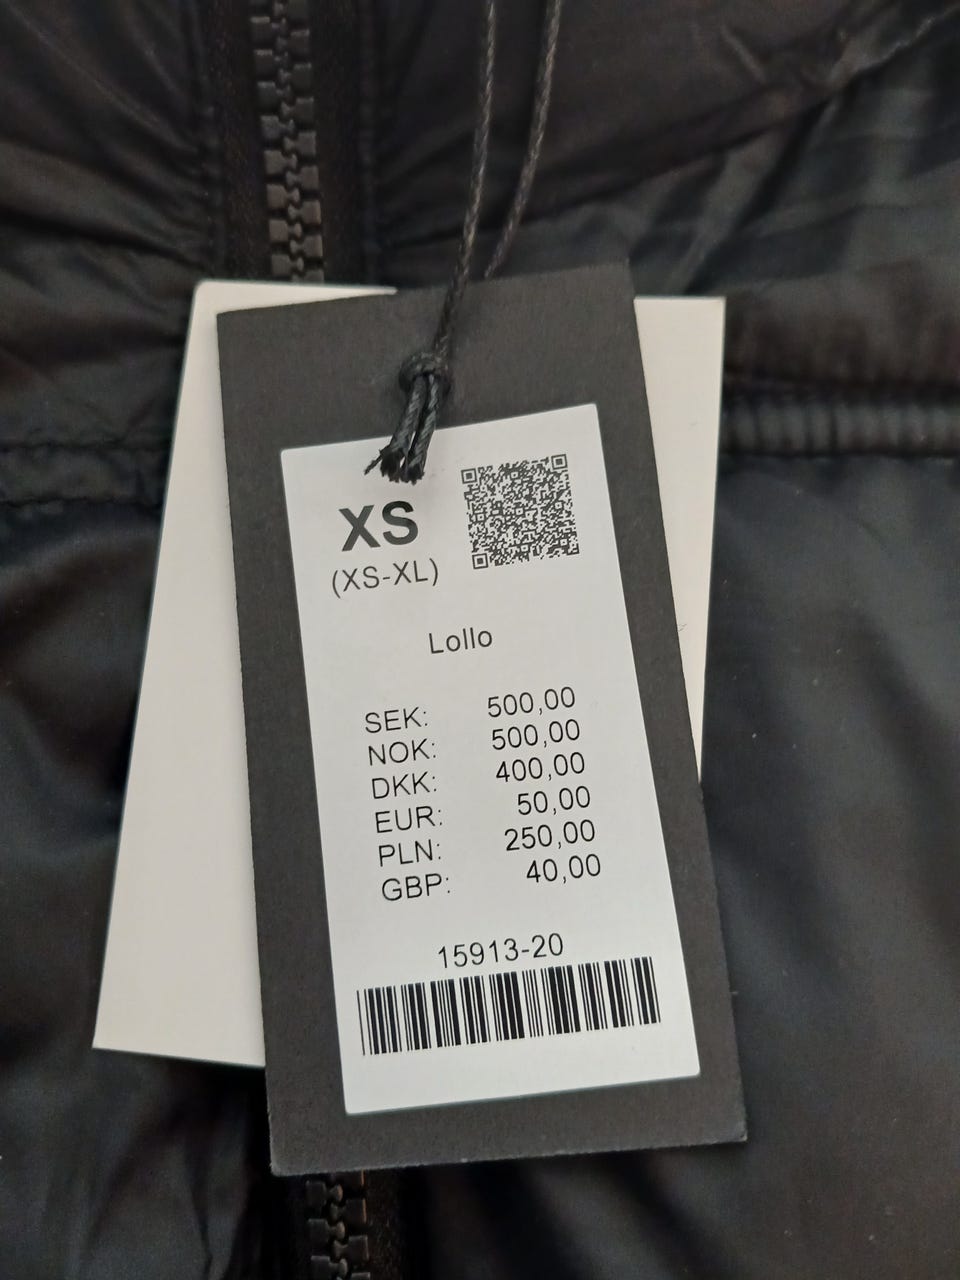 XS
(XS-XL)
Lollo
SEK: 500,00
NOK: 500,00
DKK: 400,00
EUR: 50,00
PLN: 250,00
GBP: 40,00
15913-20